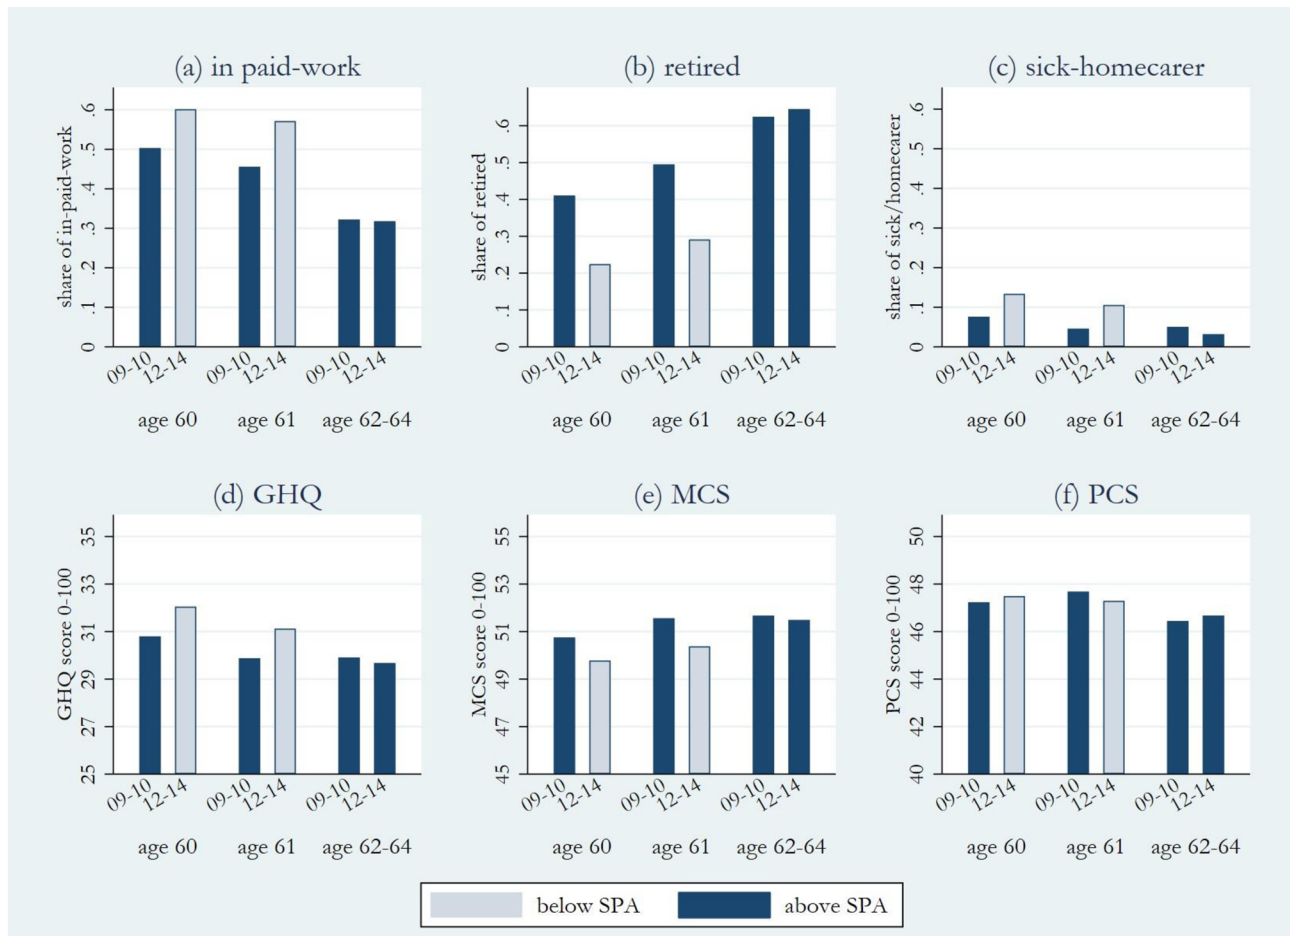 (a) in paid-work
share of in-paid-work
0 .1 .2 .3 .4 .5 .6
09-10 12-14 09-10 12-14 09-10 12-14
age 60 age 61 age 62-64
(b) retired
share of retired
0 .1 .2 .3 .4 .5 .6
09-10 12-14 09-10 12-14 09-10 12-14
age 60 age 61 age 62-64
(c) sick-homecarer
share of sick/homecarer
0 .1 .2 .3 .4 .5 .6
09-10 12-14 09-10 12-14 09-10 12-14
age 60 age 61 age 62-64
(d) GHQ
GHQ score 0-100
25 27 29 31 33 35
09-10 12-14 09-10 12-14 09-10 12-14
age 60 age 61 age 62-64
(e) MCS
MCS score 0-100
45 47 49 51 53 55
09-10 12-14 09-10 12-14 09-10 12-14
age 60 age 61 age 62-64
(f) PCS
PCS score 0-100
40 42 44 46 48 50
09-10 12-14 09-10 12-14 09-10 12-14
age 60 age 61 age 62-64
below SPA above SPA